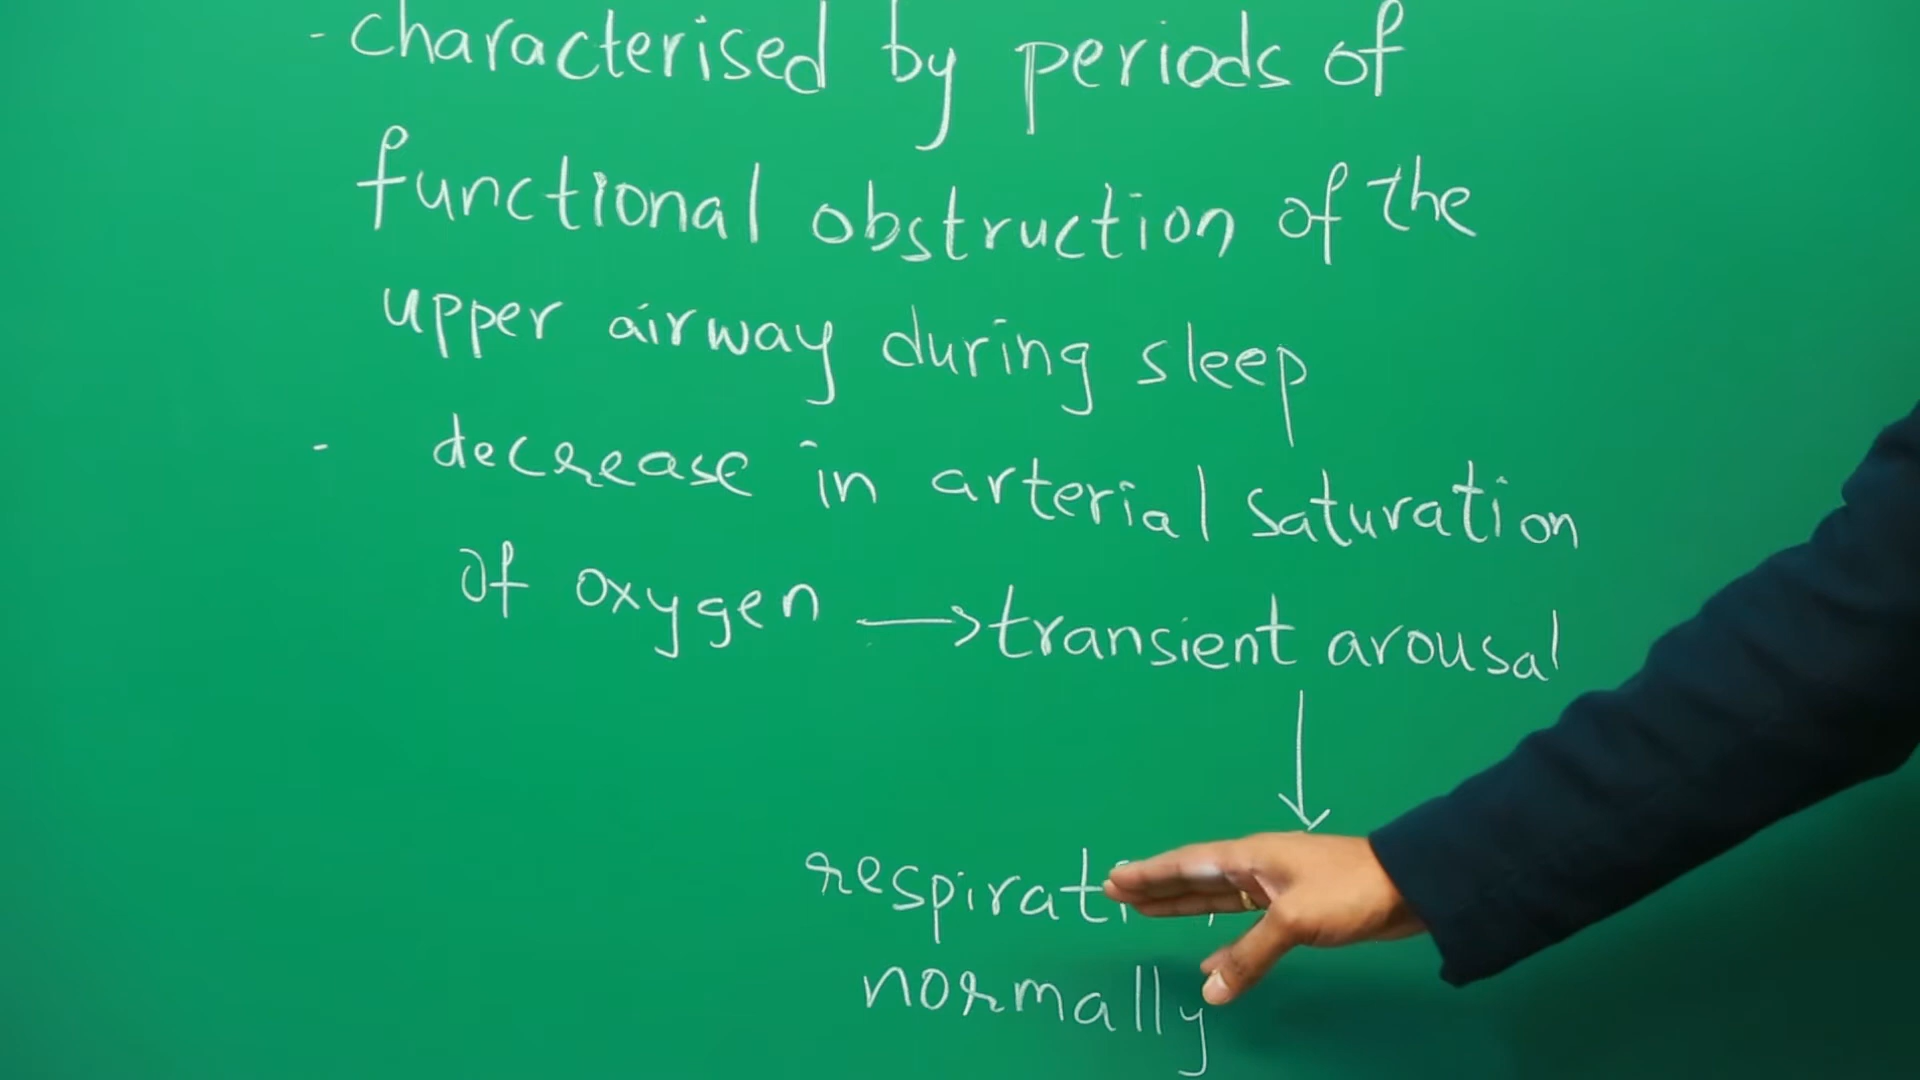 - characterised by periods of
functional obstruction of the
upper airway during sleep
- decrease in arterial saturation
of oxygen → transient arousal
↓
normally